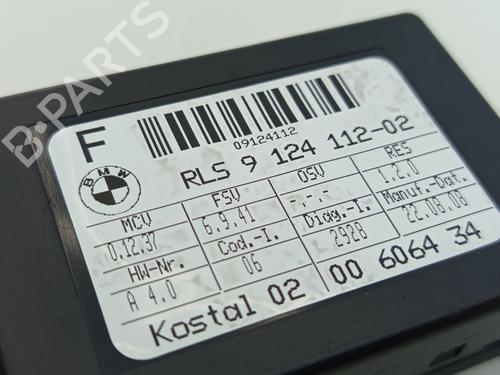 F
09124112
RLS 9 124 112-02
BMW
MCV FSV OSV RES
0.12.37 6.9.41 -.-.- 1.2.0
HW-Nr. Cod.-I. Diag.-I. Manuf.-Dat.
A 4.0 06 2928 22.08.08
Kostal 02 00 6064 34
B-PARTS